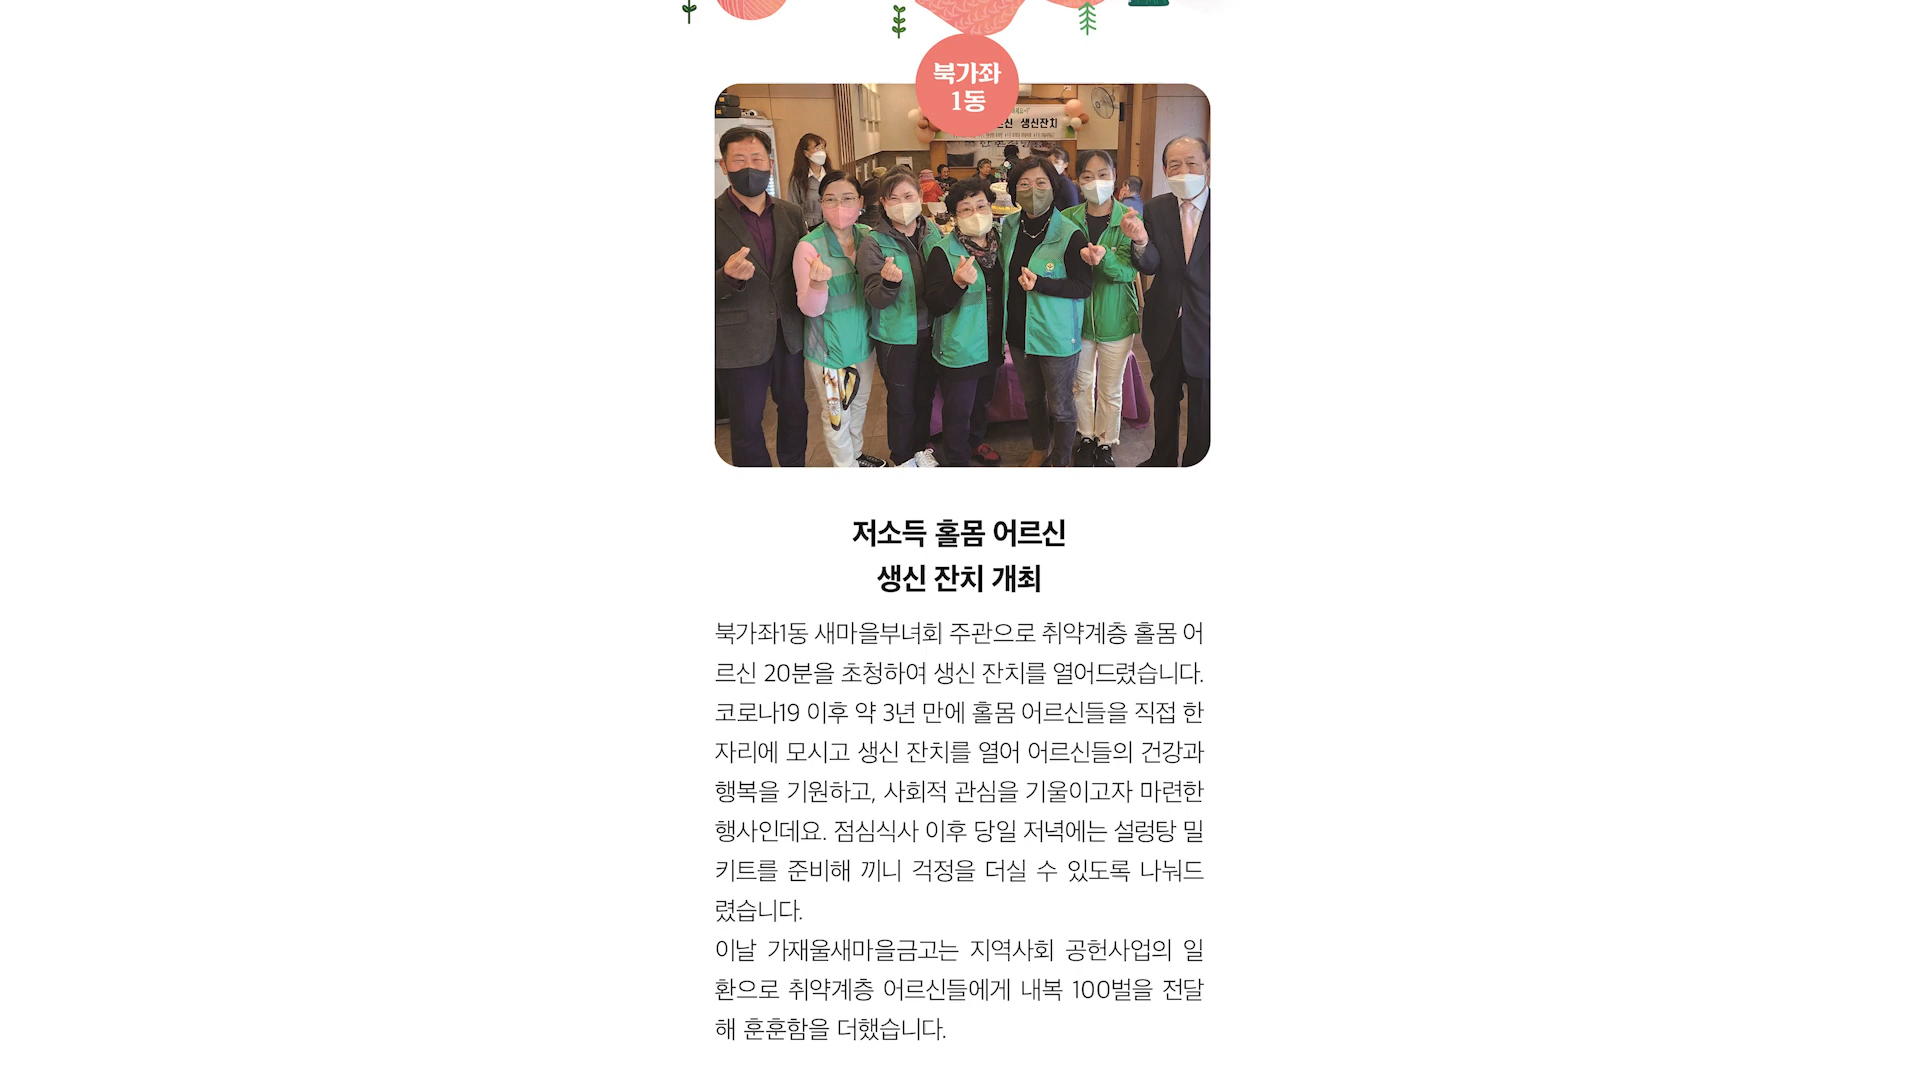 북가좌
1동
생신잔치
저소득 홀몸 어르신
생신 잔치 개최
북가좌1동 새마을부녀회 주관으로 취약계층 홀몸 어
르신 20분을 초청하여 생신 잔치를 열어드렸습니다.
코로나19 이후 약 3년 만에 홀몸 어르신들을 직접 한
자리에 모시고 생신 잔치를 열어 어르신들의 건강과
행복을 기원하고, 사회적 관심을 기울이고자 마련한
행사인데요. 점심식사 이후 당일 저녁에는 설렁탕 밀
키트를 준비해 끼니 걱정을 더실 수 있도록 나눠드
렸습니다.
이날 가재울새마을금고는 지역사회 공헌사업의 일
환으로 취약계층 어르신들에게 내복 100벌을 전달
해 훈훈함을 더했습니다.